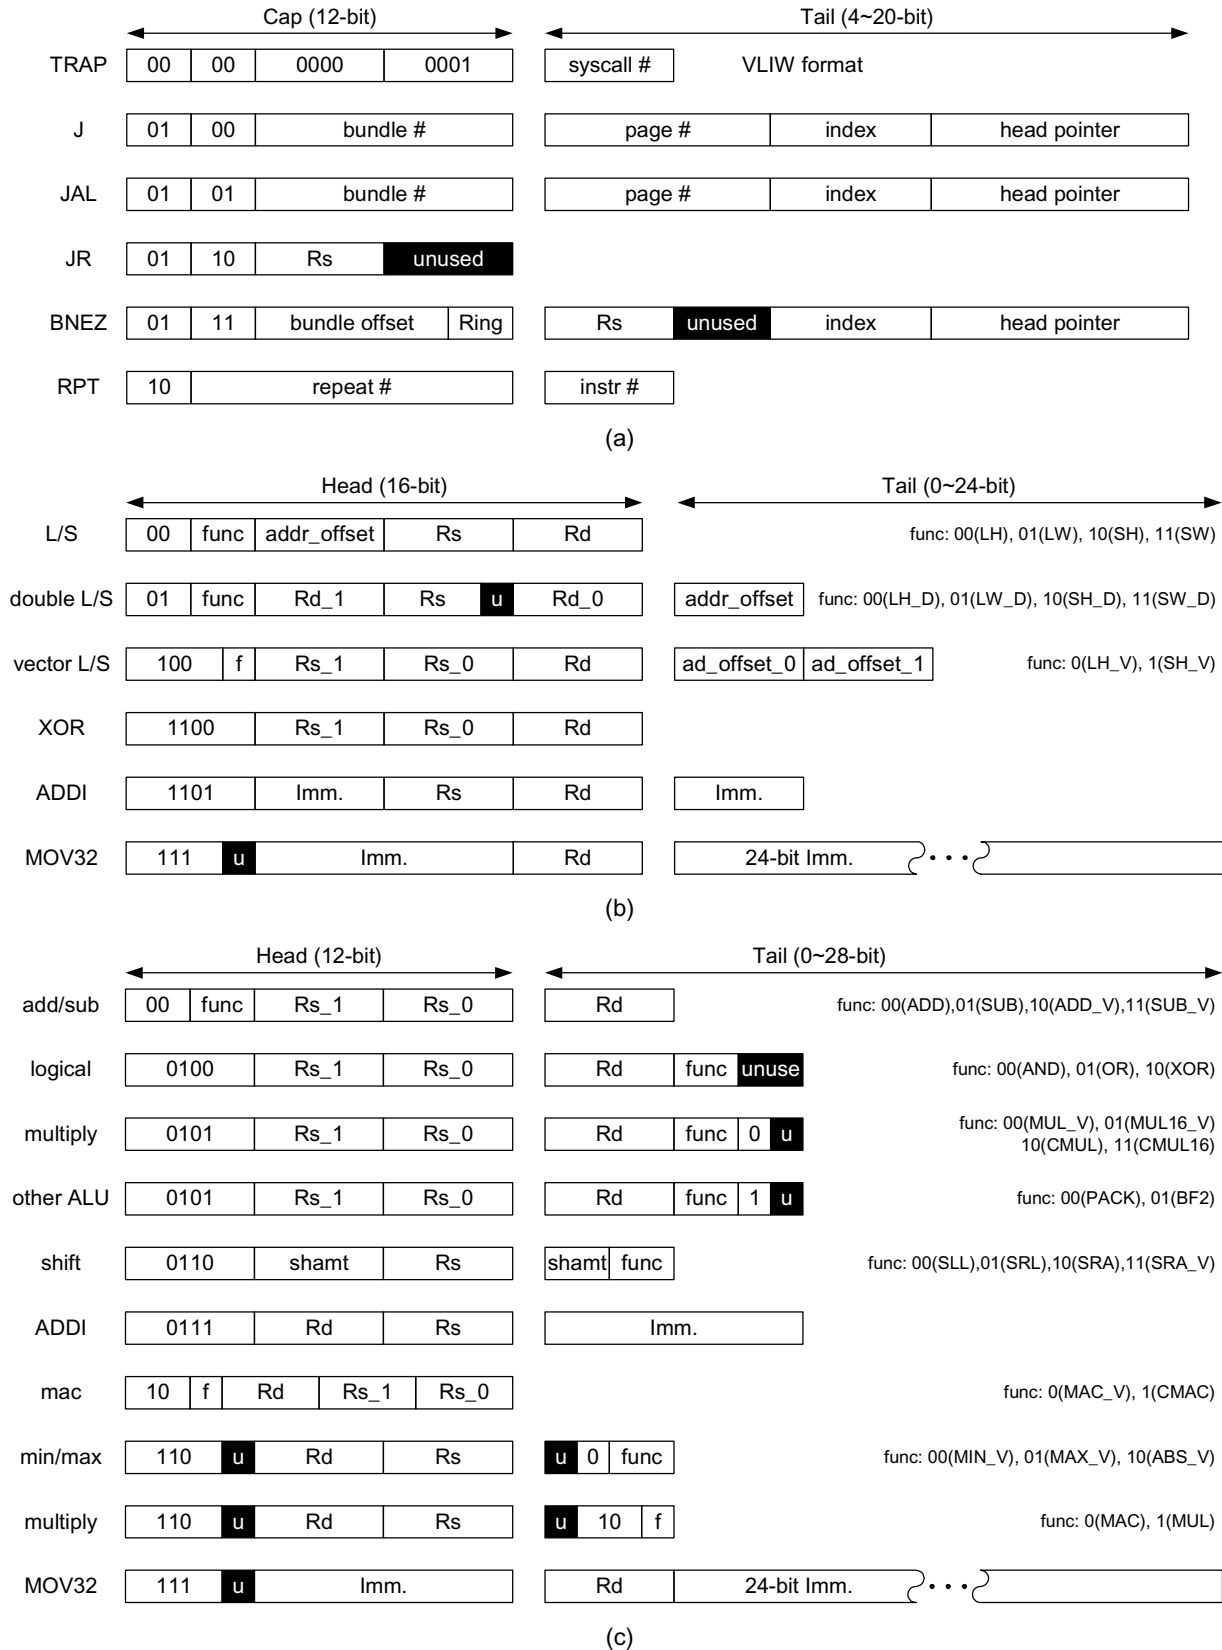 Cap (12-bit) Tail (4~20-bit)
TRAP 00 00 0000 0001 syscall # VLIW format
J 01 00 bundle # page # index head pointer
JAL 01 01 bundle # page # index head pointer
JR 01 10 Rs unused
BNEZ 01 11 bundle offset Ring Rs unused index head pointer
RPT 10 repeat # instr #
(a)
Head (16-bit) Tail (0~24-bit)
L/S 00 func addr_offset Rs Rd func: 00(LH), 01(LW), 10(SH), 11(SW)
double L/S 01 func Rd_1 Rs u Rd_0 addr_offset func: 00(LH_D), 01(LW_D), 10(SH_D), 11(SW_D)
vector L/S 100 f Rs_1 Rs_0 Rd ad_offset_0 ad_offset_1 func: 0(LH_V), 1(SH_V)
XOR 1100 Rs_1 Rs_0 Rd
ADDI 1101 Imm. Rs Rd Imm.
MOV32 111 u Imm. Rd 24-bit Imm. • • •
(b)
Head (12-bit) Tail (0~28-bit)
add/sub 00 func Rs_1 Rs_0 Rd func: 00(ADD),01(SUB),10(ADD_V),11(SUB_V)
logical 0100 Rs_1 Rs_0 Rd func unuse func: 00(AND), 01(OR), 10(XOR)
multiply 0101 Rs_1 Rs_0 Rd func 0 u func: 00(MUL_V), 01(MUL16_V)
10(CMUL), 11(CMUL16)
other ALU 0101 Rs_1 Rs_0 Rd func 1 u func: 00(PACK), 01(BF2)
shift 0110 shamt Rs shamt func func: 00(SLL),01(SRL),10(SRA),11(SRA_V)
ADDI 0111 Rd Rs Imm.
mac 10 f Rd Rs_1 Rs_0 func: 0(MAC_V), 1(CMAC)
min/max 110 u Rd Rs u 0 func func: 00(MIN_V), 01(MAX_V), 10(ABS_V)
multiply 110 u Rd Rs u 10 f func: 0(MAC), 1(MUL)
MOV32 111 u Imm. Rd 24-bit Imm. • • •
(c)